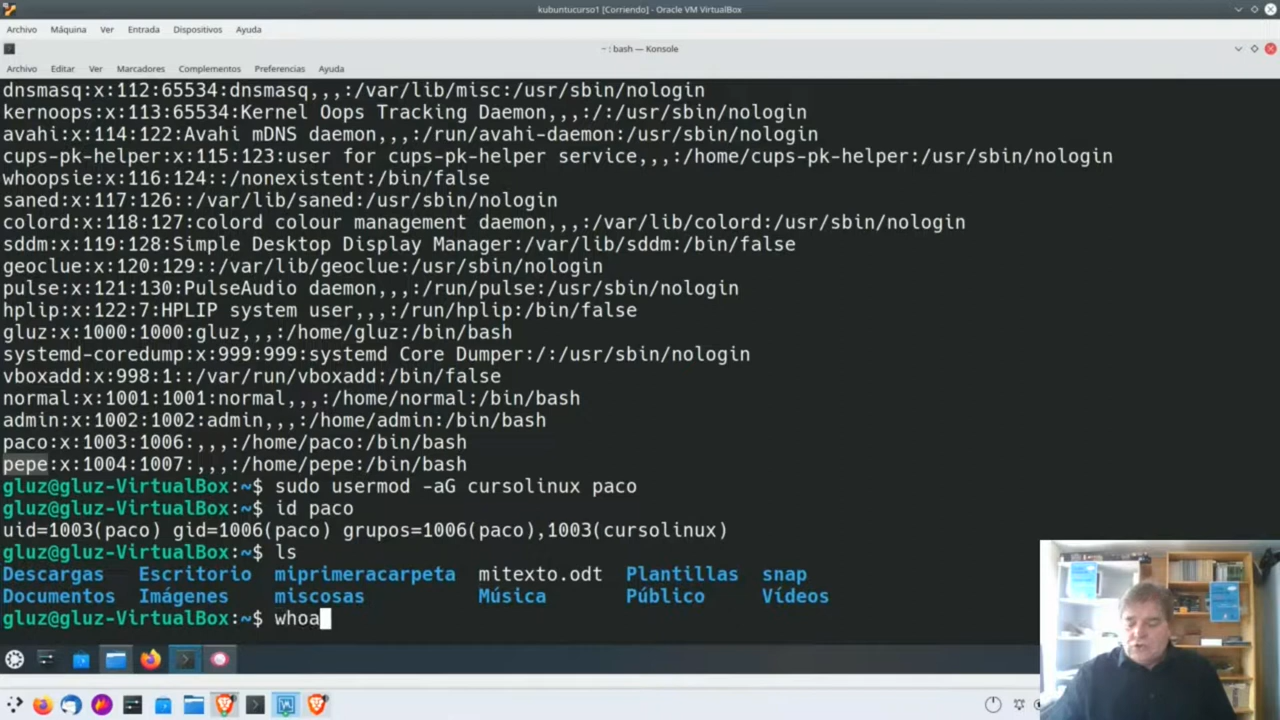 kubuntucurso1 [Corriendo] - Oracle VM VirtualBox
Archivo Máquina Ver Entrada Dispositivos Ayuda
~ : bash — Konsole
Archivo Editar Ver Marcadores Complementos Preferencias Ayuda
dnsmasq:x:112:65534:dnsmasq,,,:/var/lib/misc:/usr/sbin/nologin
kernoops:x:113:65534:Kernel Oops Tracking Daemon,,,:/:/usr/sbin/nologin
avahi:x:114:122:Avahi mDNS daemon,,,:/run/avahi-daemon:/usr/sbin/nologin
cups-pk-helper:x:115:123:user for cups-pk-helper service,,,:/home/cups-pk-helper:/usr/sbin/nologin
whoopsie:x:116:124::/nonexistent:/bin/false
saned:x:117:126::/var/lib/saned:/usr/sbin/nologin
colord:x:118:127:colord colour management daemon,,,:/var/lib/colord:/usr/sbin/nologin
sddm:x:119:128:Simple Desktop Display Manager:/var/lib/sddm:/bin/false
geoclue:x:120:129::/var/lib/geoclue:/usr/sbin/nologin
pulse:x:121:130:PulseAudio daemon,,,:/run/pulse:/usr/sbin/nologin
hplip:x:122:7:HPLIP system user,,,:/run/hplip:/bin/false
gluz:x:1000:1000:gluz,,,:/home/gluz:/bin/bash
systemd-coredump:x:999:999:systemd Core Dumper:/:/usr/sbin/nologin
vboxadd:x:998:1::/var/run/vboxadd:/bin/false
normal:x:1001:1001:normal,,,:/home/normal:/bin/bash
admin:x:1002:1002:admin,,,:/home/admin:/bin/bash
paco:x:1003:1006:,,,:/home/paco:/bin/bash
pepe:x:1004:1007:,,,:/home/pepe:/bin/bash
gluz@gluz-VirtualBox:~$ sudo usermod -aG cursolinux paco
gluz@gluz-VirtualBox:~$ id paco
uid=1003(paco) gid=1006(paco) grupos=1006(paco),1003(cursolinux)
gluz@gluz-VirtualBox:~$ ls
Descargas Escritorio miprimeracarpeta mitexto.odt Plantillas snap
Documentos Imágenes miscosas Música Público Vídeos
gluz@gluz-VirtualBox:~$ whoa